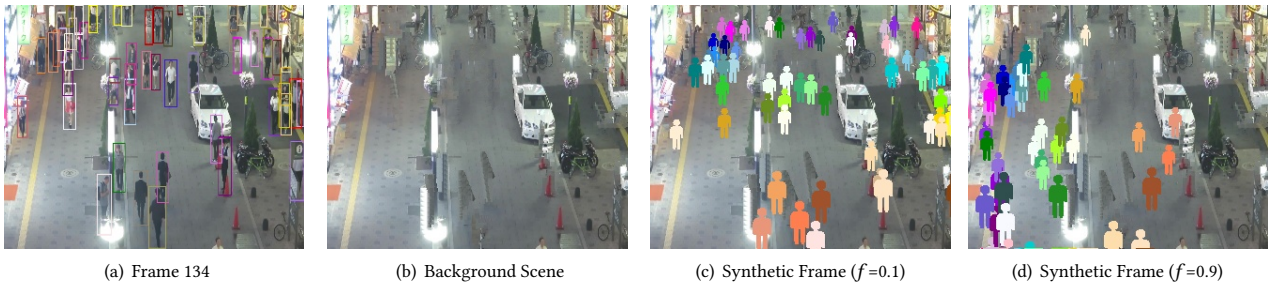 (a) Frame 134
(b) Background Scene
(c) Synthetic Frame (f=0.1)
(d) Synthetic Frame (f=0.9)